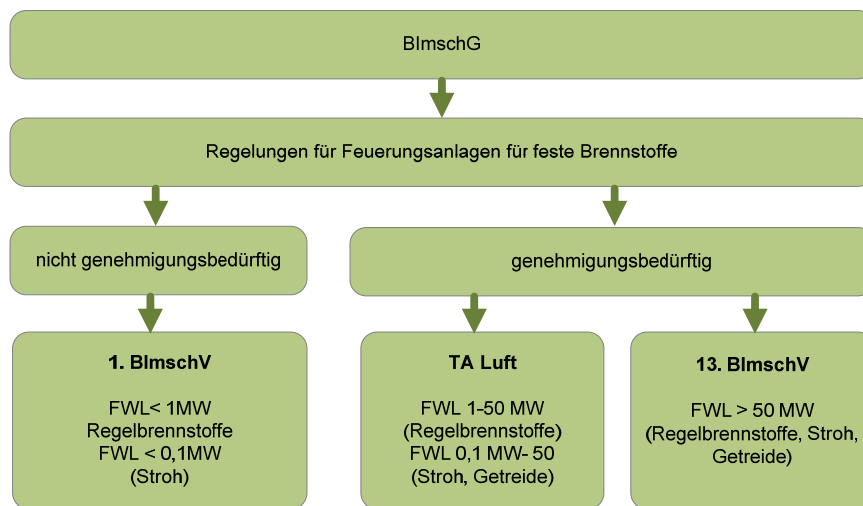 BImschG
Regelungen für Feuerungsanlagen für feste Brennstoffe
nicht genehmigungsbedürftig
genehmigungsbedürftig
1. BImschV
FWL< 1MW
Regelbrennstoffe
FWL < 0,1MW
(Stroh)
TA Luft
FWL 1-50 MW
(Regelbrennstoffe)
FWL 0,1 MW- 50
(Stroh, Getreide)
13. BImschV
FWL > 50 MW
(Regelbrennstoffe, Stroh,
Getreide)